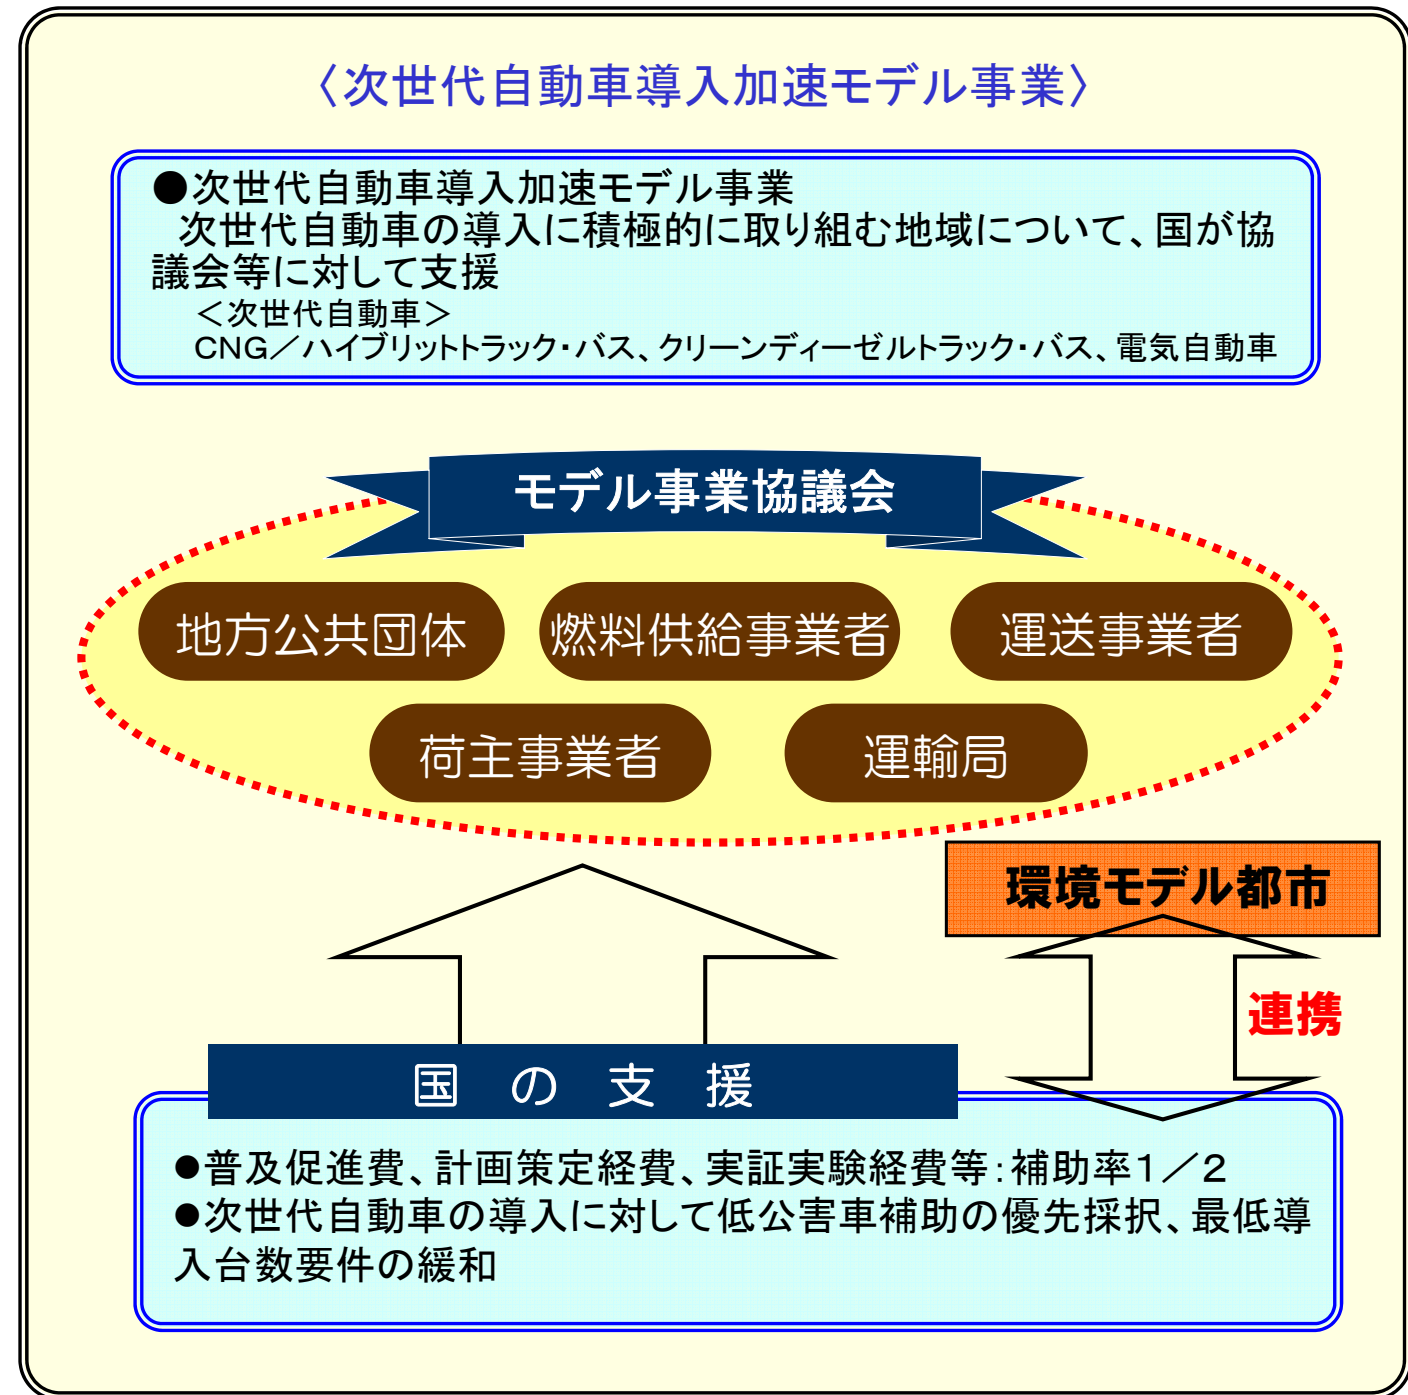 〈次世代自動車導入加速モデル事業〉
●次世代自動車導入加速モデル事業
次世代自動車の導入に積極的に取り組む地域について、国が協
議会等に対して支援
＜次世代自動車＞
CNG／ハイブリットトラック・バス、クリーンディーゼルトラック・バス、電気自動車
モデル事業協議会
地方公共団体
燃料供給事業者
運送事業者
荷主事業者
運輸局
環境モデル都市
連携
国の支援
●普及促進費、計画策定経費、実証実験経費等：補助率１／２
●次世代自動車の導入に対して低公害車補助の優先採択、最低導
入台数要件の緩和